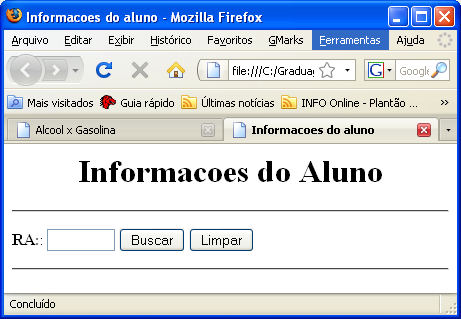 Informacoes do aluno - Mozilla Firefox
Arquivo Editar Exibir Histórico Favoritos GMarks Ferramentas Ajuda
file:///C:/Gradua G Google
Mais visitados Guia rápido Últimas notícias INFO Online - Plantão ... »
Alcool x Gasolina Informacoes do aluno
Informacoes do Aluno
RA:: Buscar Limpar
Concluído